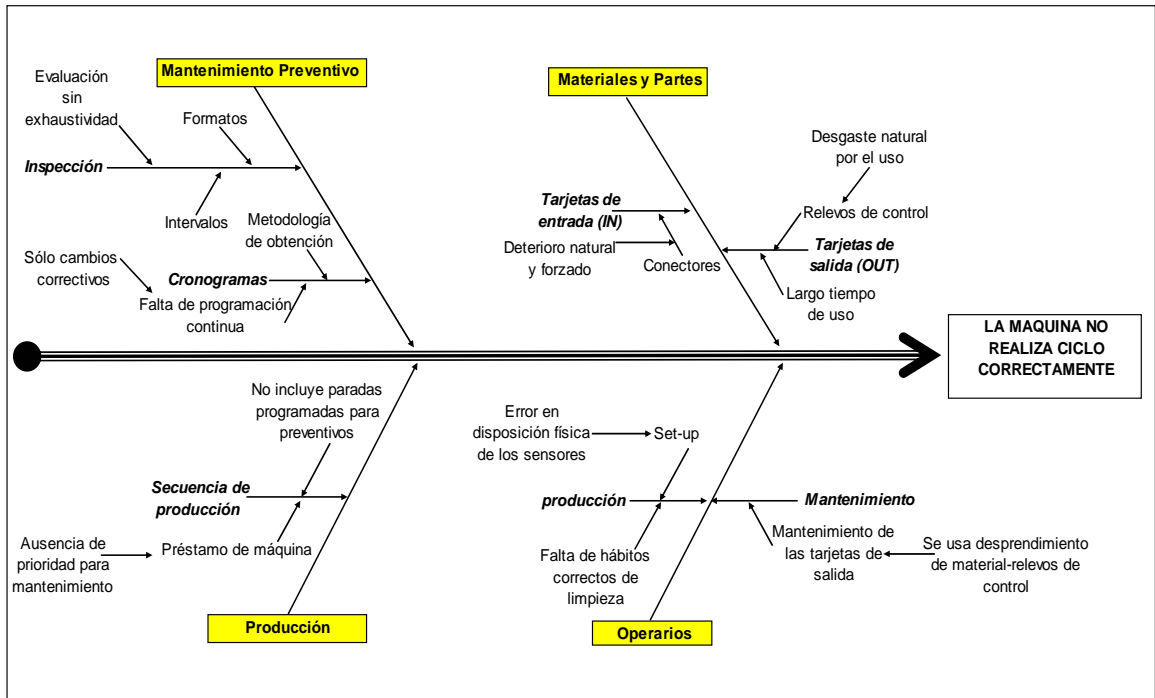 Mantenimiento Preventivo
Materiales y Partes
Evaluación
sin
exhaustividad
Formatos
Inspección
Intervalos
Metodología
de obtención
Sólo cambios
correctivos
Cronogramas
Falta de programación
continua
Desgaste natural
por el uso
Tarjetas de
entrada (IN)
Relevos de control
Deterioro natural
y forzado
Conectores
Tarjetas de
salida (OUT)
Largo tiempo
de uso
LA MAQUINA NO
REALIZA CICLO
CORRECTAMENTE
No incluye paradas
programadas para
preventivos
Secuencia de
producción
Ausencia de
prioridad para
mantenimiento
Préstamo de máquina
Producción
Error en
disposición física
de los sensores
Set-up
producción
Mantenimiento
Falta de hábitos
correctos de
limpieza
Mantenimiento de
las tarjetas de
salida
Se usa desprendimiento
de material-relevos de
control
Operarios